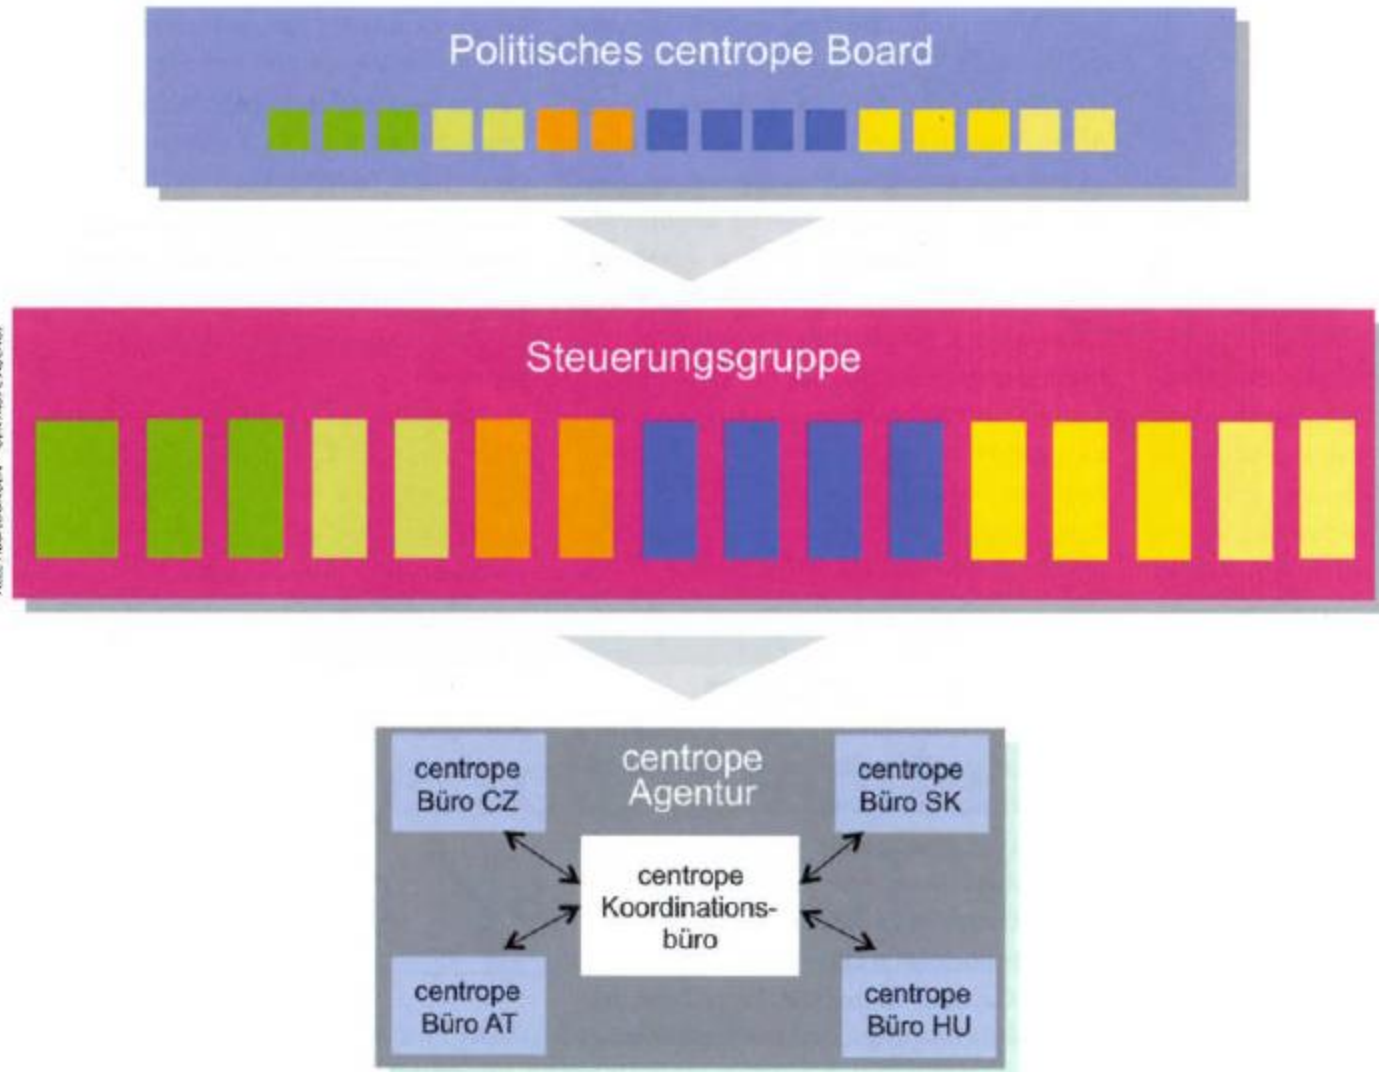 Politisches centrope Board
Steuerungsgruppe
centrope
Agentur
centrope
Büro CZ
centrope
Büro SK
centrope
Koordinations-
büro
centrope
Büro AT
centrope
Büro HU